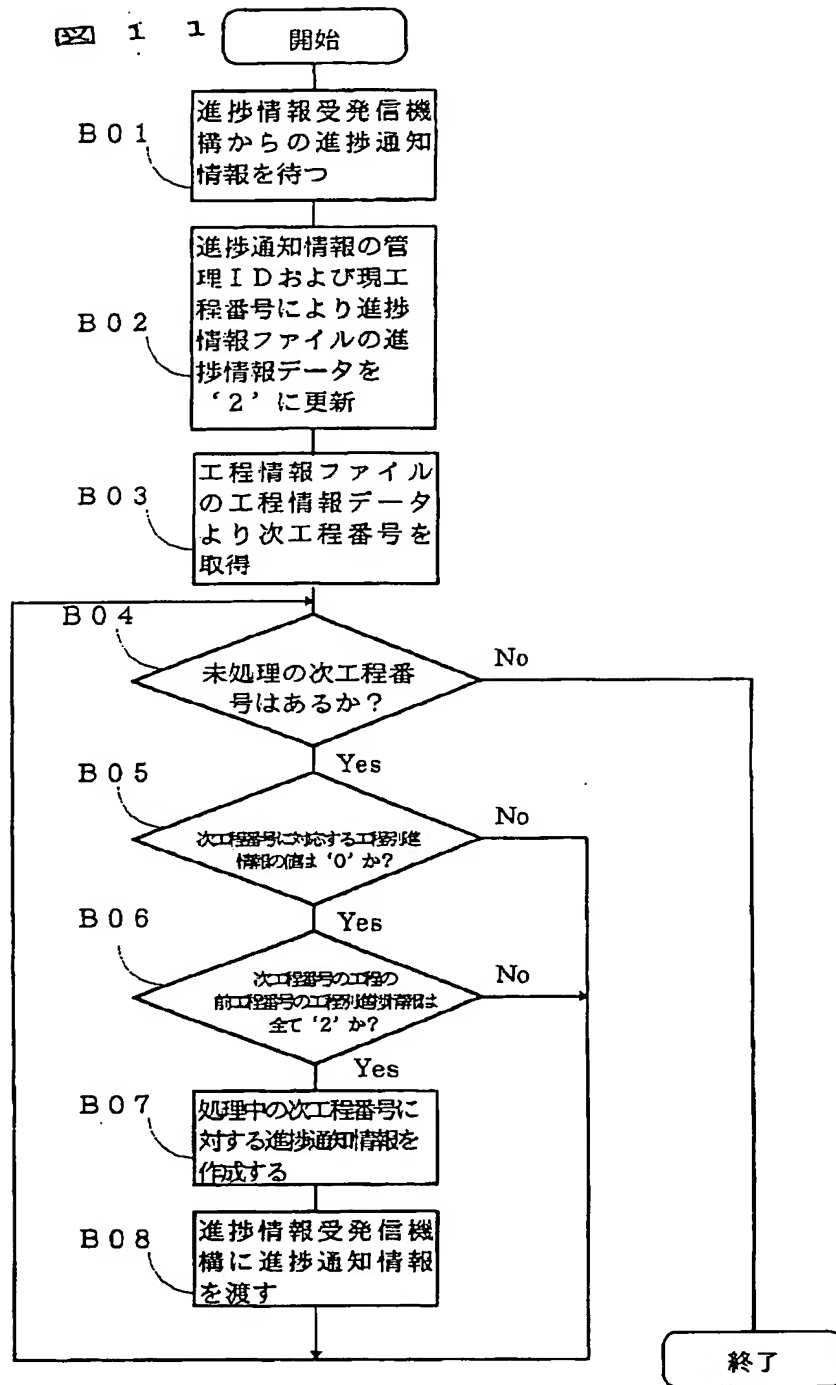 図 1 1
開始
B01
進捗情報受発信機
構からの進捗通知
情報を待つ
B02
進捗通知情報の管
理IDおよび現工
程番号により進捗
情報ファイルの進
捗情報データを
‘2’に更新
B03
工程情報ファイル
の工程情報データ
より次工程番号を
取得
B04
未処理の次工程番
号はあるか?
No
Yes
B05
次工程番号に対応する工程別進
情報の値は‘0’か?
No
Yes
B06
次工程番号の工程の
前工程番号の工程別進捗情報は
全て‘2’か?
No
Yes
B07
処理中の次工程番号に
対する進捗通知情報を
作成する
B08
進捗情報受発信機
構に進捗通知情報
を渡す
終了